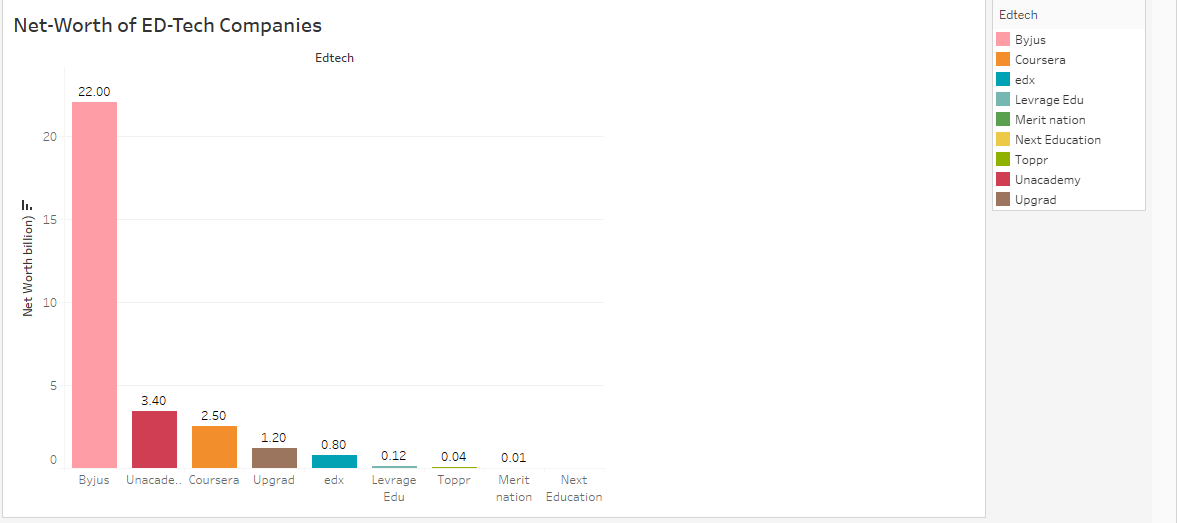 Net-Worth of ED-Tech Companies
Edtech
Net Worth billion)
20
15
10
5
0
22.00
3.40
2.50
1.20
0.80
0.12
0.04
0.01
Byjus
Unacade..
Coursera
Upgrad
edx
Levrage
Edu
Toppr
Merit
nation
Next
Education
Edtech
Byjus
Coursera
edx
Levrage Edu
Merit nation
Next Education
Toppr
Unacademy
Upgrad